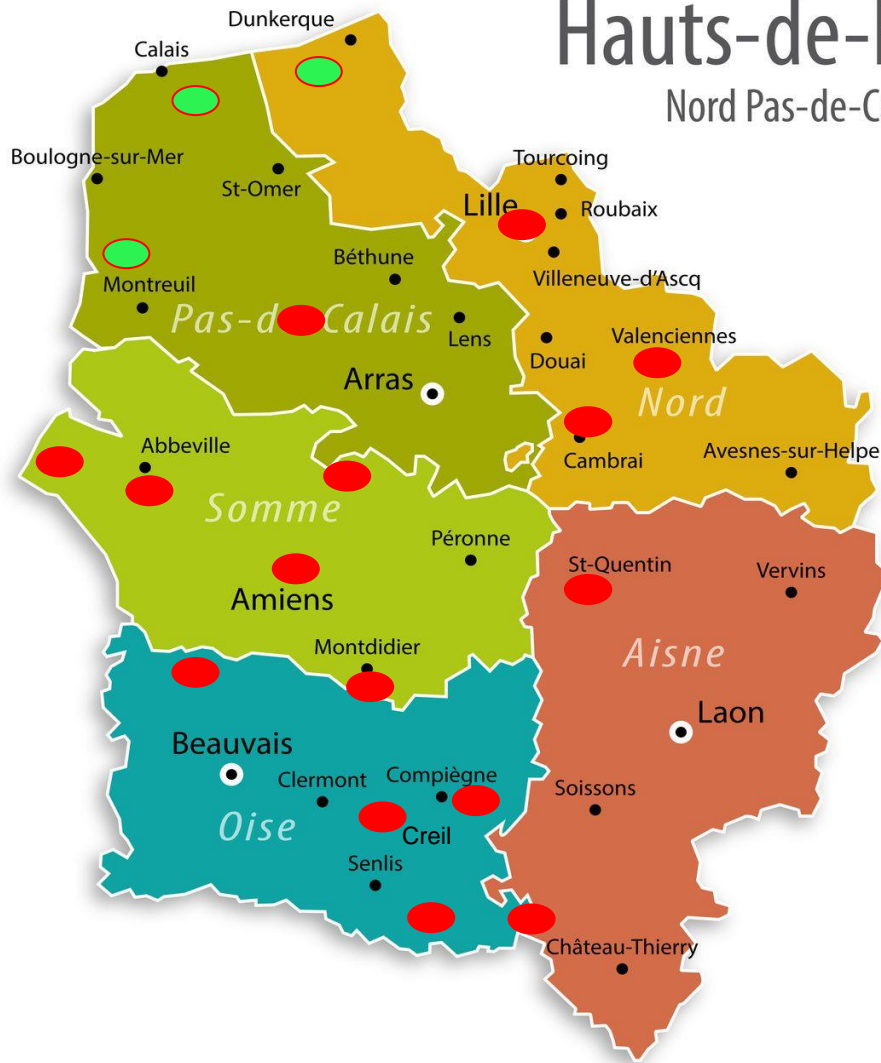 Hauts-de-
Nord Pas-de-C
Dunkerque
Calais
Boulogne-sur-Mer
St-Omer
Tourcoing
Lille
Roubaix
Villeneuve-d'Ascq
Béthune
Montreuil
Pas-d Calais
Lens
Douai
Valenciennes
Arras
Nord
Cambrai
Avesnes-sur-Helpe
Abbeville
Somme
Péronne
St-Quentin
Vervins
Amiens
Montdidier
Aisne
Laon
Beauvais
Clermont
Compiègne
Soissons
Oise
Creil
Senlis
Château-Thierry